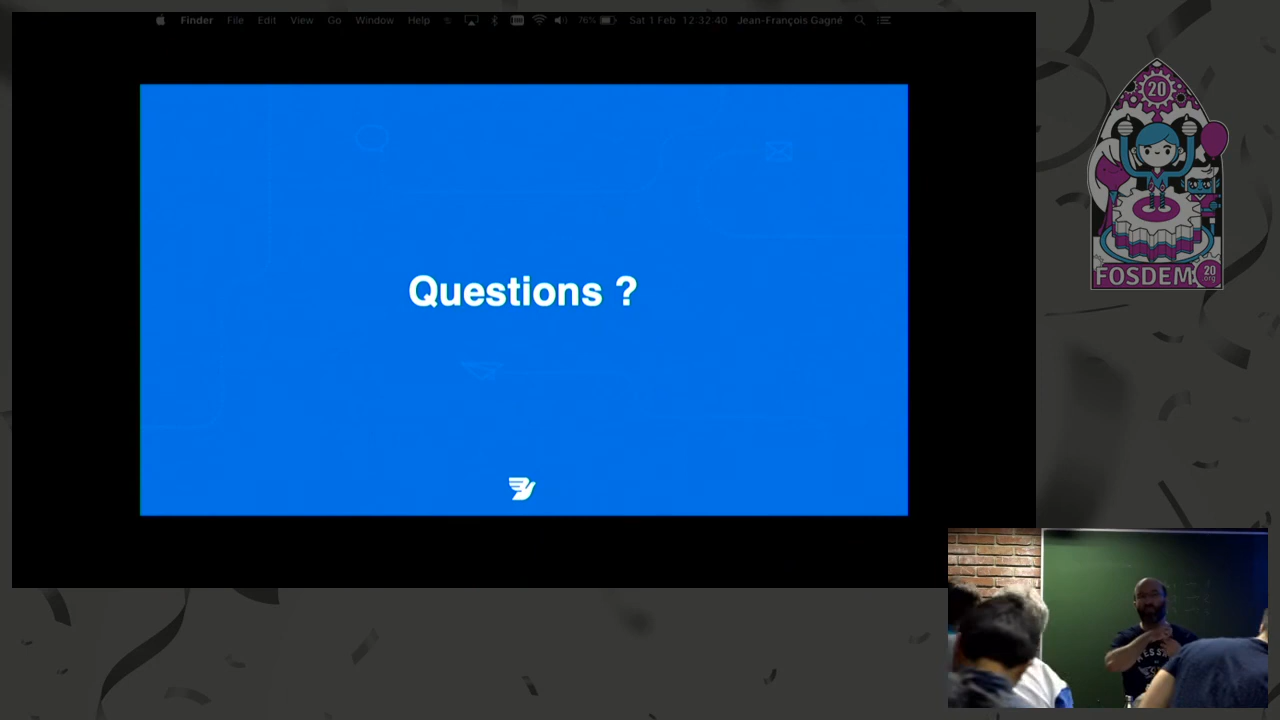 Finder File Edit View Go Window Help 76% Sat 1 Feb 12:32:40 Jean-François Gagné
20
Questions ?
FOSDEM 20
org